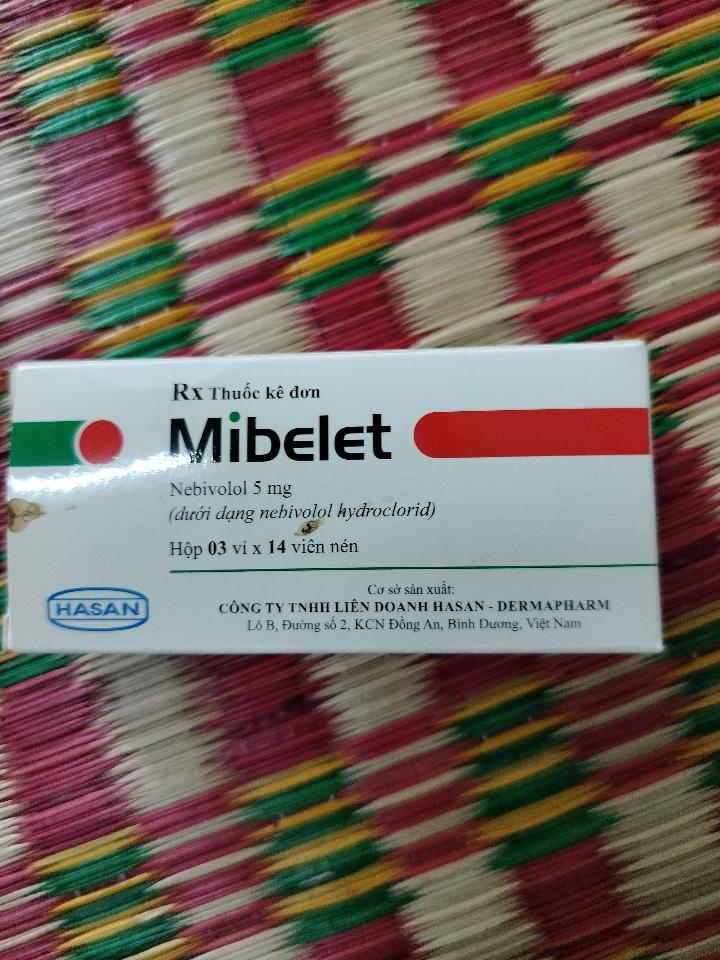 Rx Thuốc kê đơn
Mibelet
Nebivolol 5 mg
(dưới dạng nebivolol hydroclorid)
Hộp 03 vỉ x 14 viên nén
HASAN
Cơ sở sản xuất:
CÔNG TY TNHH LIÊN DOANH HASAN - DERMAPHARM
Lô B, Đường số 2, KCN Đồng An, Bình Dương, Việt Nam